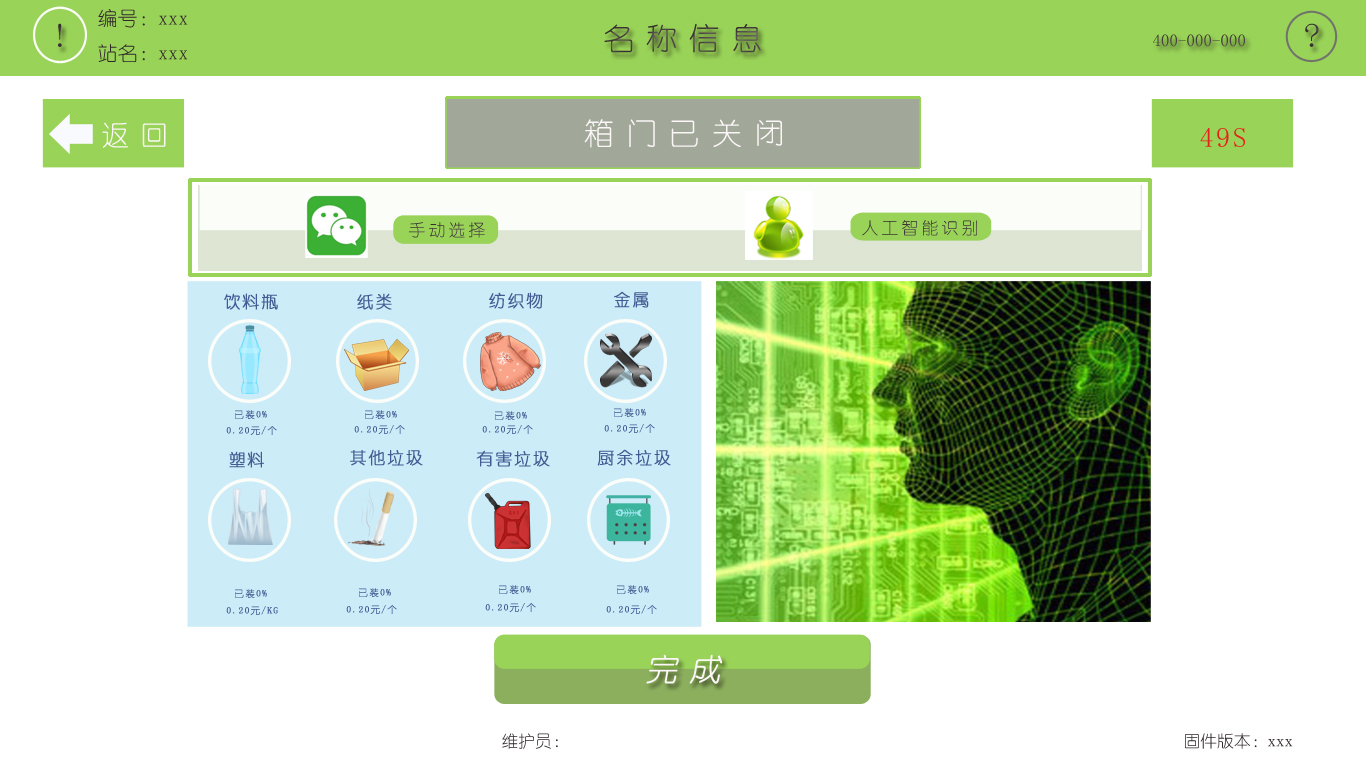 !
编号：xxx
站名：xxx
名称信息
400-000-000
?
返回
箱门已关闭
49S
手动选择
人工智能识别
饮料瓶
纸类
纺织物
金属
已装0%
已装0%
已装0%
已装0%
0.20元/个
0.20元/个
0.20元/个
0.20元/个
塑料
其他垃圾
有害垃圾
厨余垃圾
已装0%
已装0%
已装0%
已装0%
0.20元/KG
0.20元/个
0.20元/个
0.20元/个
完成
维护员：
固件版本：xxx